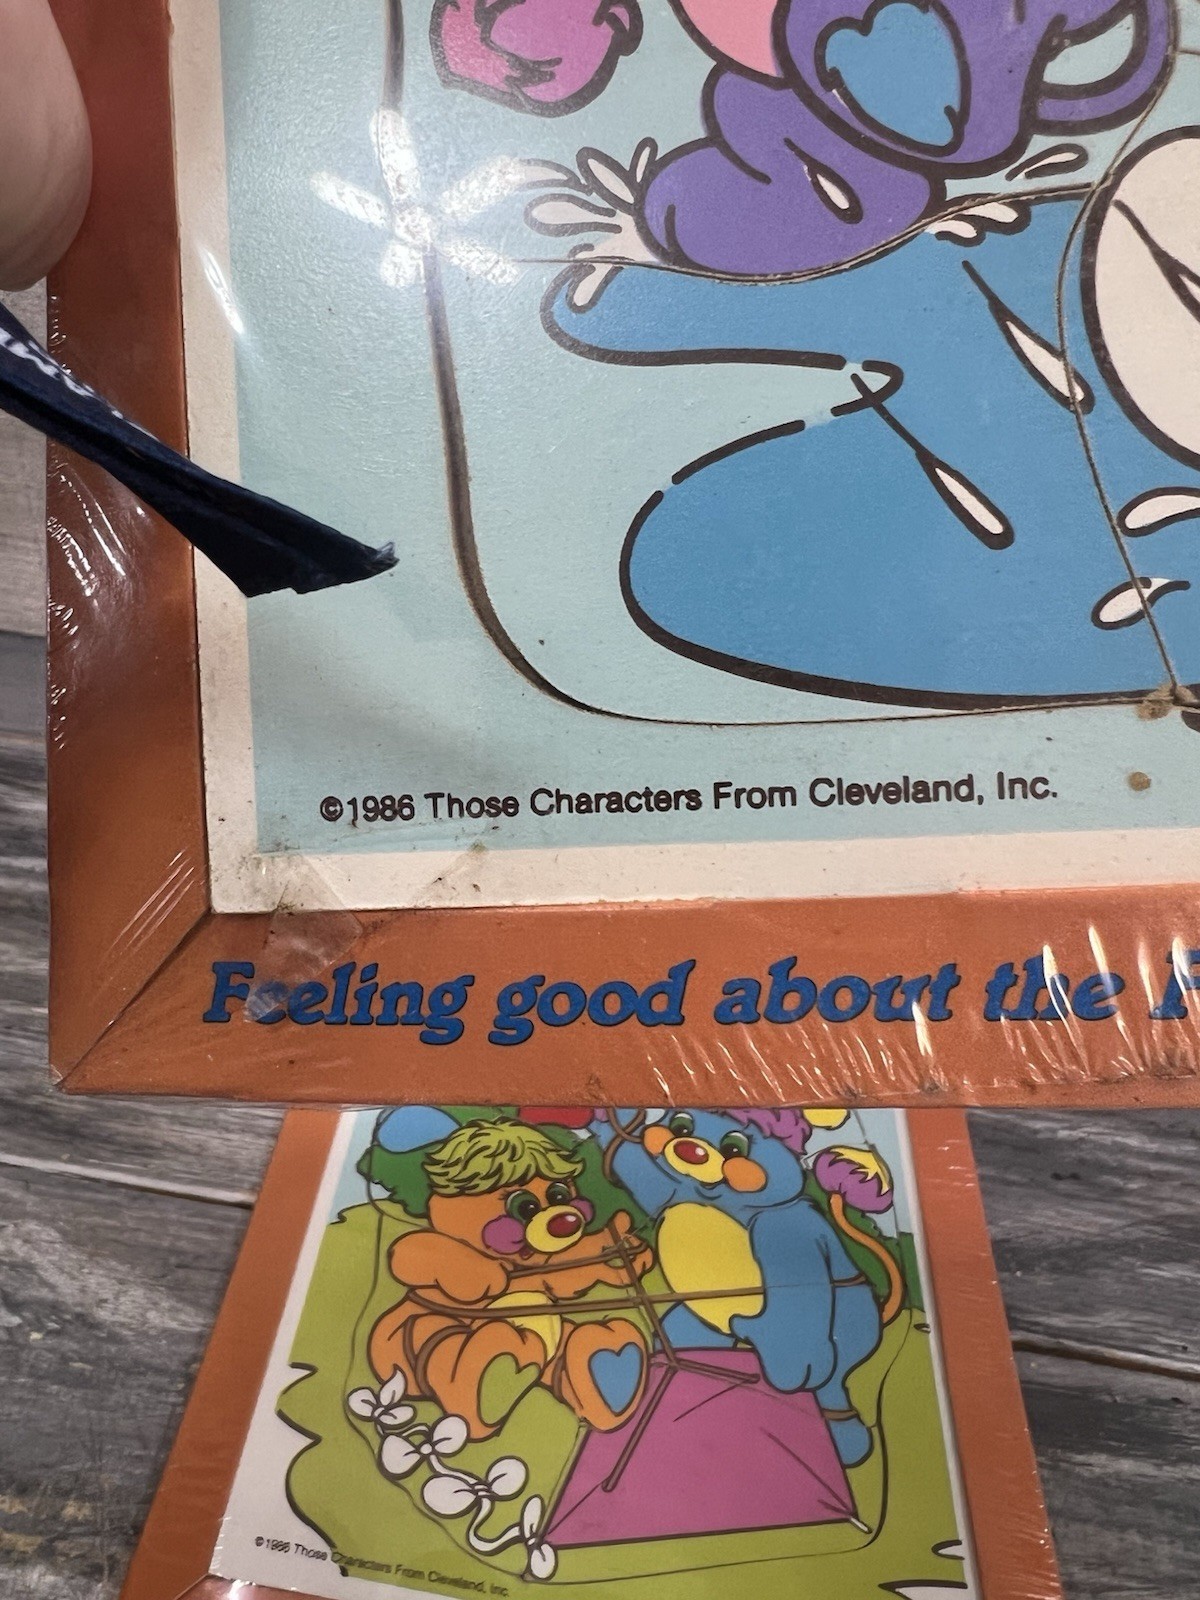 ©1986 Those Characters From Cleveland, Inc.
Feeling good about the
©1986 Those Characters From Cleveland, Inc.